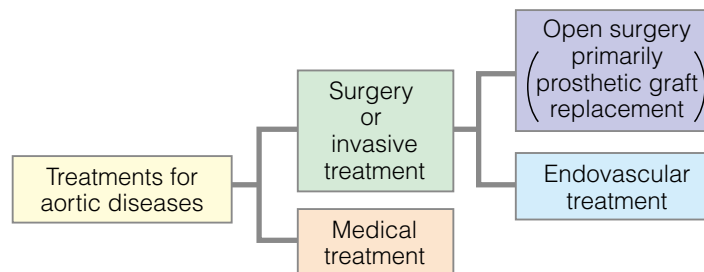 Treatments for
aortic diseases
Surgery
or
invasive
treatment
Medical
treatment
Open surgery
(primarily
prosthetic graft
replacement)
Endovascular
treatment